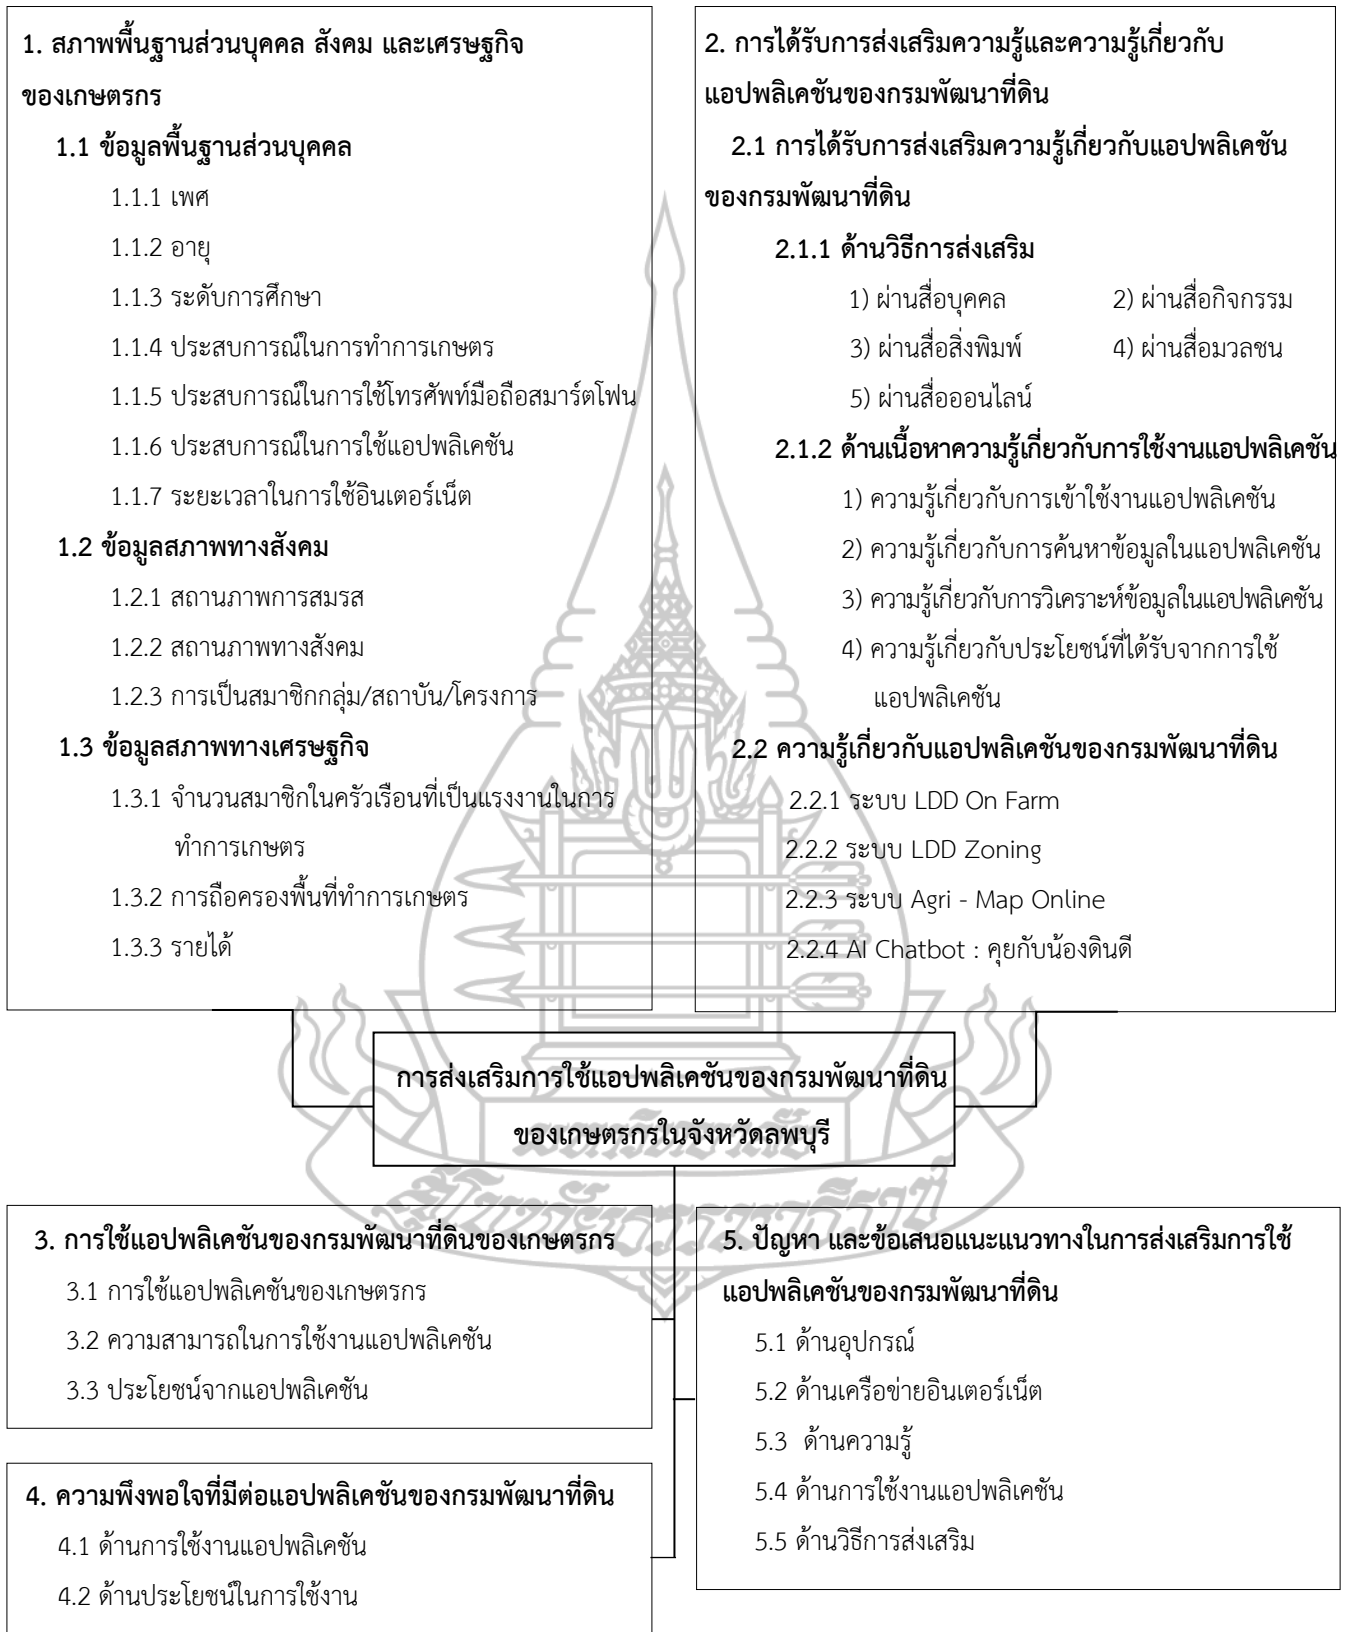 1. สภาพพื้นฐานส่วนบุคคล สังคม และเศรษฐกิจ
ของเกษตรกร
1.1 ข้อมูลพื้นฐานส่วนบุคคล
1.1.1 เพศ
1.1.2 อายุ
1.1.3 ระดับการศึกษา
1.1.4 ประสบการณ์ในการทำการเกษตร
1.1.5 ประสบการณ์ในการใช้โทรศัพท์มือถือสมาร์ตโฟน
1.1.6 ประสบการณ์ในการใช้แอปพลิเคชัน
1.1.7 ระยะเวลาในการใช้อินเตอร์เน็ต
1.2 ข้อมูลสภาพทางสังคม
1.2.1 สถานภาพการสมรส
1.2.2 สถานภาพทางสังคม
1.2.3 การเป็นสมาชิกกลุ่ม/สถาบัน/โครงการ
1.3 ข้อมูลสภาพทางเศรษฐกิจ
1.3.1 จำนวนสมาชิกในครัวเรือนที่เป็นแรงงานในการ
ทำการเกษตร
1.3.2 การถือครองพื้นที่ทำการเกษตร
1.3.3 รายได้
2. การได้รับการส่งเสริมความรู้และความรู้เกี่ยวกับ
แอปพลิเคชันของกรมพัฒนาที่ดิน
2.1 การได้รับการส่งเสริมความรู้เกี่ยวกับแอปพลิเคชัน
ของกรมพัฒนาที่ดิน
2.1.1 ด้านวิธีการส่งเสริม
1) ผ่านสื่อบุคคล 2) ผ่านสื่อกิจกรรม
3) ผ่านสื่อสิ่งพิมพ์ 4) ผ่านสื่อมวลชน
5) ผ่านสื่อออนไลน์
2.1.2 ด้านเนื้อหาความรู้เกี่ยวกับการใช้งานแอปพลิเคชัน
1) ความรู้เกี่ยวกับการเข้าใช้งานแอปพลิเคชัน
2) ความรู้เกี่ยวกับการค้นหาข้อมูลในแอปพลิเคชัน
3) ความรู้เกี่ยวกับการวิเคราะห์ข้อมูลในแอปพลิเคชัน
4) ความรู้เกี่ยวกับประโยชน์ที่ได้รับจากการใช้
แอปพลิเคชัน
2.2 ความรู้เกี่ยวกับแอปพลิเคชันของกรมพัฒนาที่ดิน
2.2.1 ระบบ LDD On Farm
2.2.2 ระบบ LDD Zoning
2.2.3 ระบบ Agri - Map Online
2.2.4 AI Chatbot : คุยกับน้องดินดี
การส่งเสริมการใช้แอปพลิเคชันของกรมพัฒนาที่ดิน
ของเกษตรกรในจังหวัดลพบุรี
มหาวิทยาลัย
สุโขทัยธรรมาธิราช
3. การใช้แอปพลิเคชันของกรมพัฒนาที่ดินของเกษตรกร
3.1 การใช้แอปพลิเคชันของเกษตรกร
3.2 ความสามารถในการใช้งานแอปพลิเคชัน
3.3 ประโยชน์จากแอปพลิเคชัน
4. ความพึงพอใจที่มีต่อแอปพลิเคชันของกรมพัฒนาที่ดิน
4.1 ด้านการใช้งานแอปพลิเคชัน
4.2 ด้านประโยชน์ในการใช้งาน
5. ปัญหา และข้อเสนอแนะแนวทางในการส่งเสริมการใช้
แอปพลิเคชันของกรมพัฒนาที่ดิน
5.1 ด้านอุปกรณ์
5.2 ด้านเครือข่ายอินเตอร์เน็ต
5.3 ด้านความรู้
5.4 ด้านการใช้งานแอปพลิเคชัน
5.5 ด้านวิธีการส่งเสริม